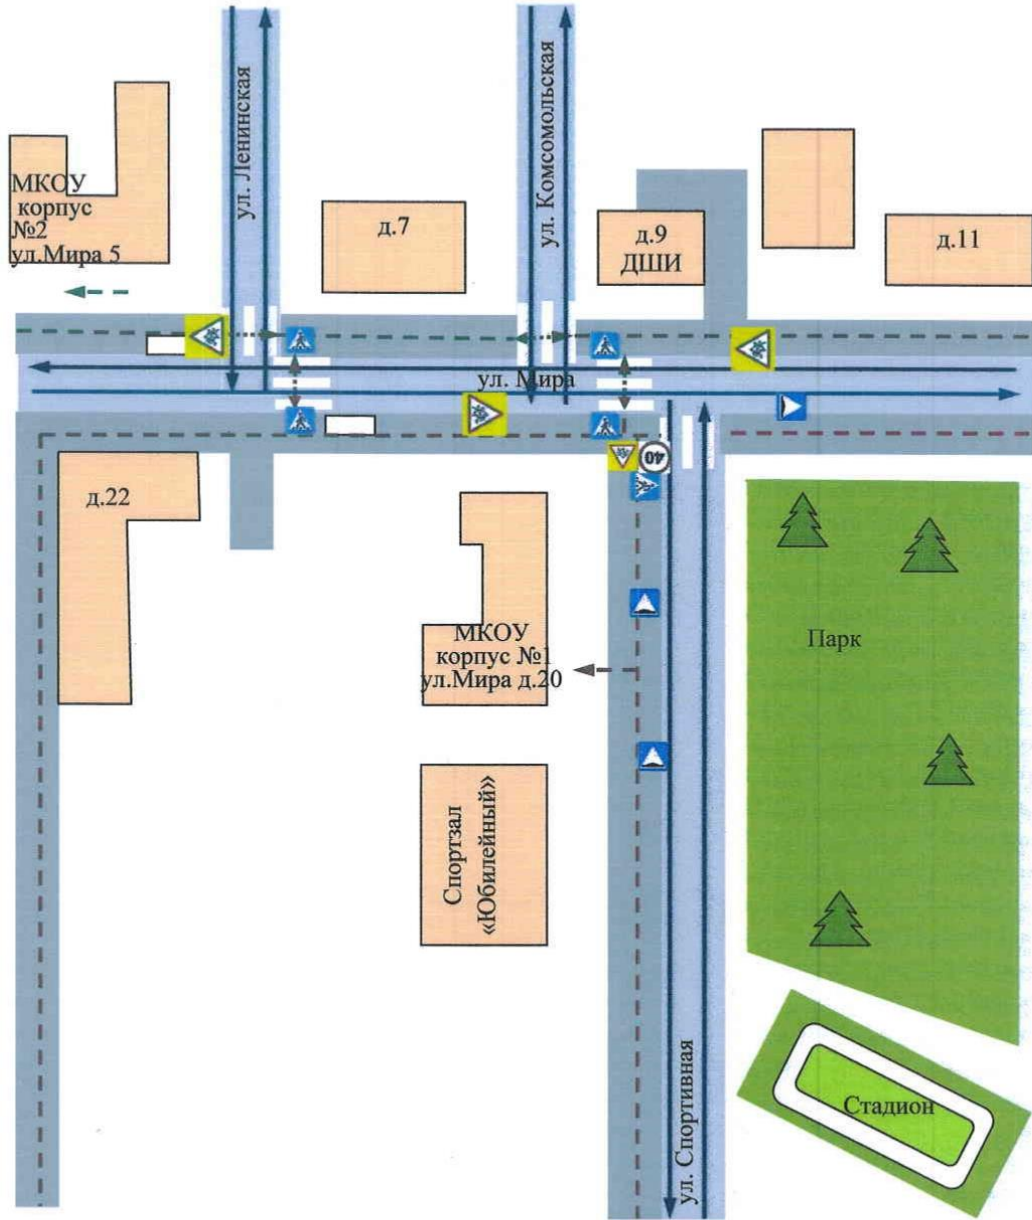 ул. Ленинская
ул. Комсомольская
МКОУ
корпус
№2
ул.Мира 5
д.7
д.9
ДШИ
д.11
ул. Мира
40
д.22
МКОУ
корпус №1
ул.Мира д.20
Парк
Спортзал
«Юбилейный»
ул. Спортивная
Стадион